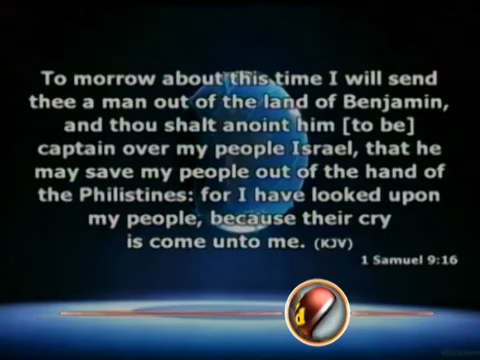 To morrow about this time I will send
thee a man out of the land of Benjamin,
and thou shalt anoint him [to be]
captain over my people Israel, that he
may save my people out of the hand of
the Philistines: for I have looked upon
my people, because their cry
is come unto me. (KJV)
1 Samuel 9:16